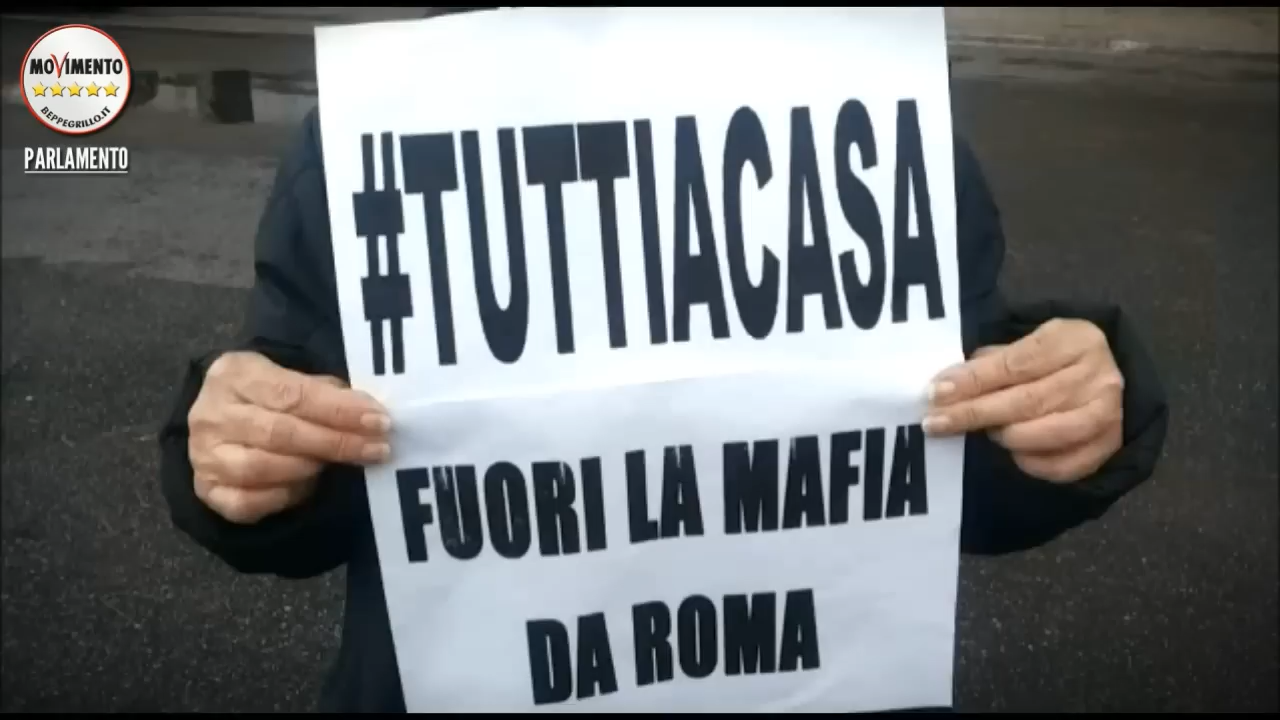 MOVIMENTO
BEPPEGRILLO.IT
PARLAMENTO
#TUTTIACASA
FUORI LA MAFIA
DA ROMA